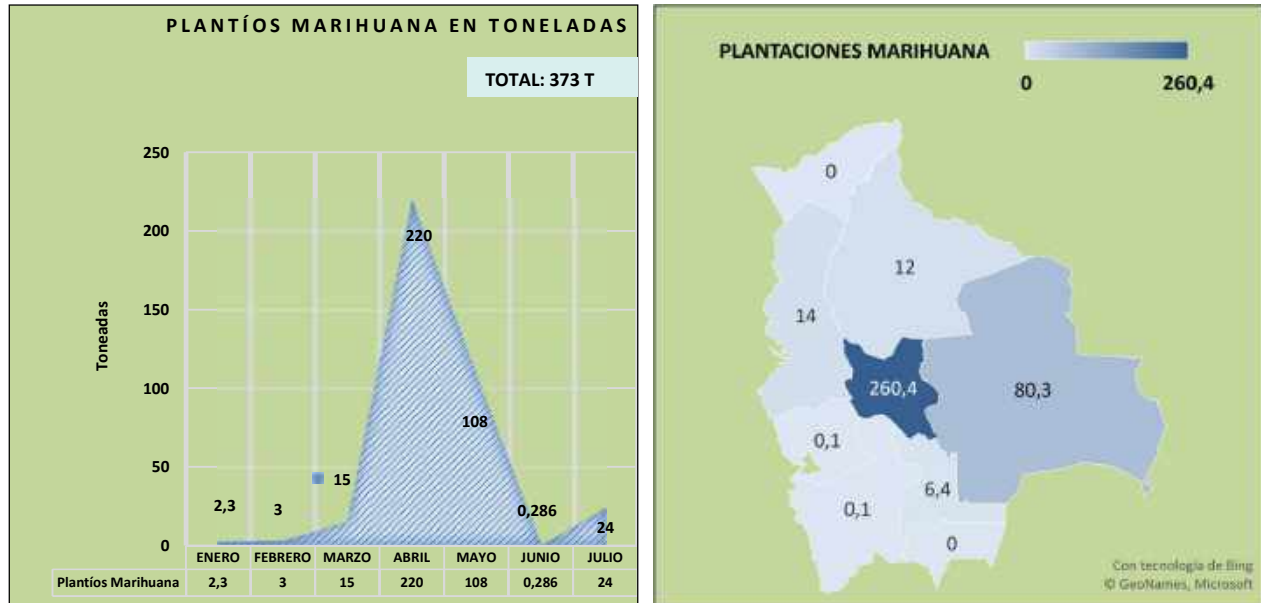 PLANTÍOS MARIHUANA EN TONELADAS
TOTAL: 373 T
250
200
150
100
50
0
Toneadas
2,3
3
15
220
108
0,286
24
ENERO FEBRERO MARZO ABRIL MAYO JUNIO JULIO
Plantíos Marihuana 2,3 3 15 220 108 0,286 24
PLANTACIONES MARIHUANA
0 260,4
0
12
14
260,4
80,3
0,1
6,4
0,1
0
Con tecnología de Bing
© GeoNames, Microsoft